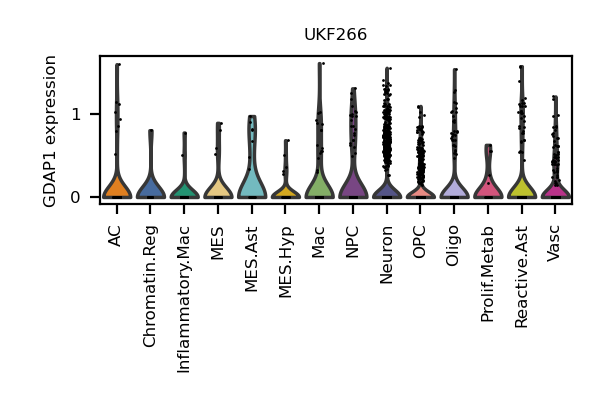 UKF266
GDAP1 expression
1
0
AC
Chromatin.Reg
Inflammatory.Mac
MES
MES.Ast
MES.Hyp
Mac
NPC
Neuron
OPC
Oligo
Prolif.Metab
Reactive.Ast
Vasc